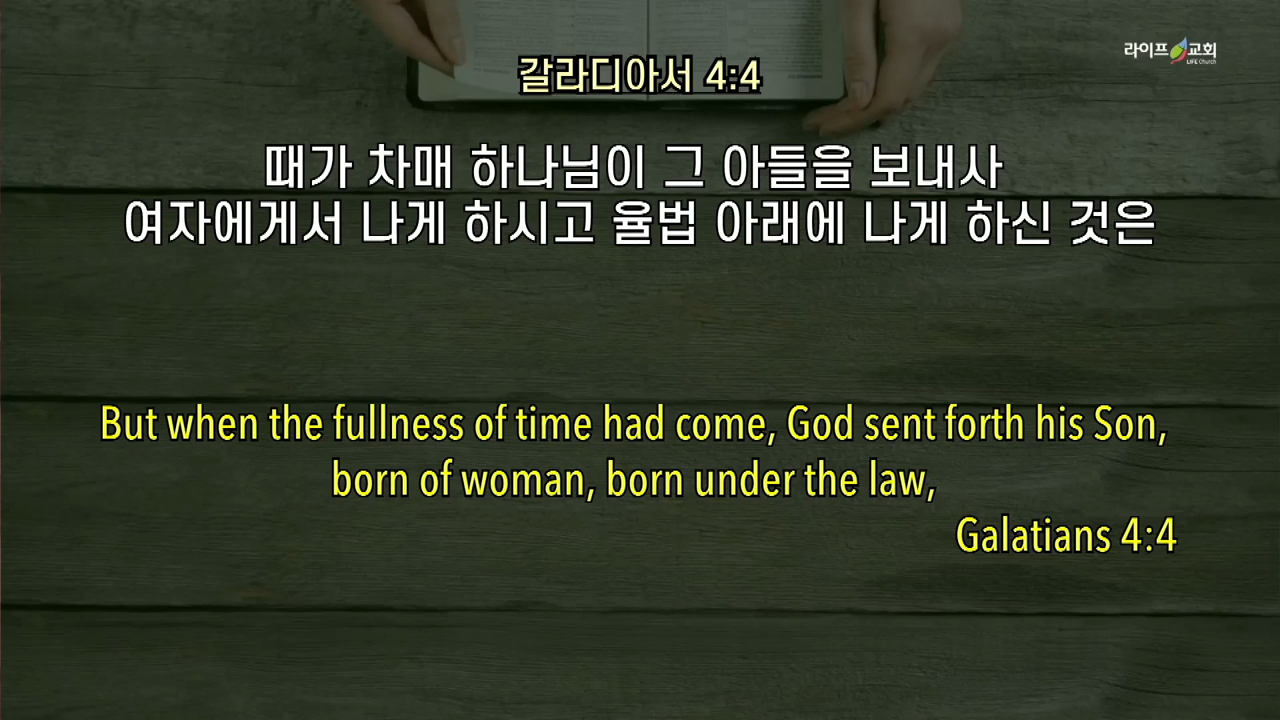 라이프 교회
LIFE Church
갈라디아서 4:4
때가 차매 하나님이 그 아들을 보내사
여자에게서 나게 하시고 율법 아래에 나게 하신 것은
But when the fullness of time had come, God sent forth his Son,
born of woman, born under the law,
Galatians 4:4